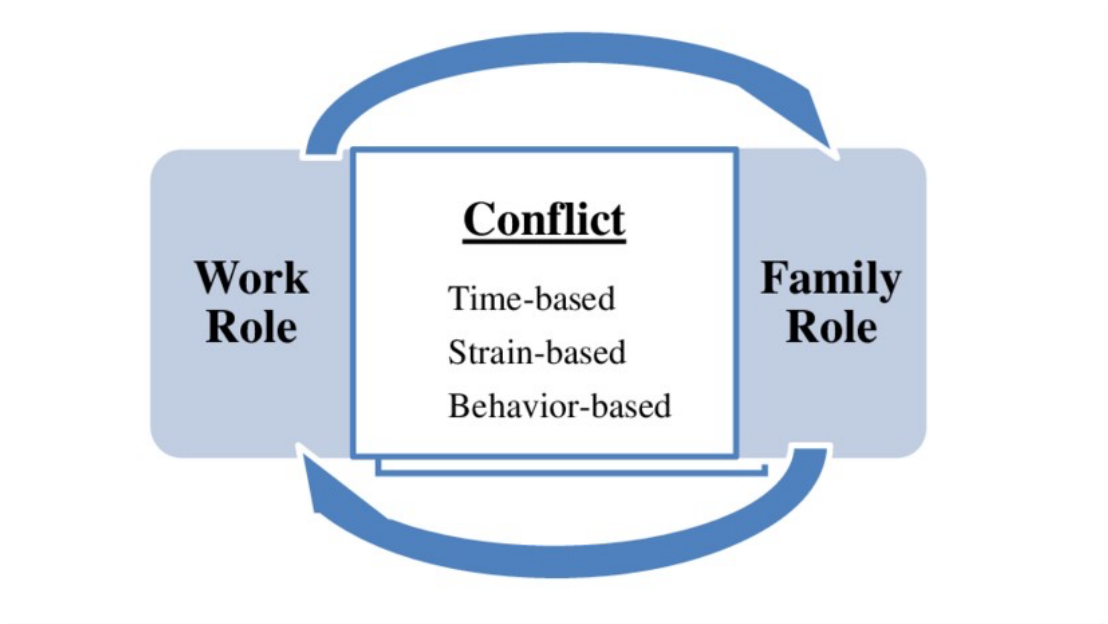 Work
Role
Conflict
Time-based
Strain-based
Behavior-based
Family
Role